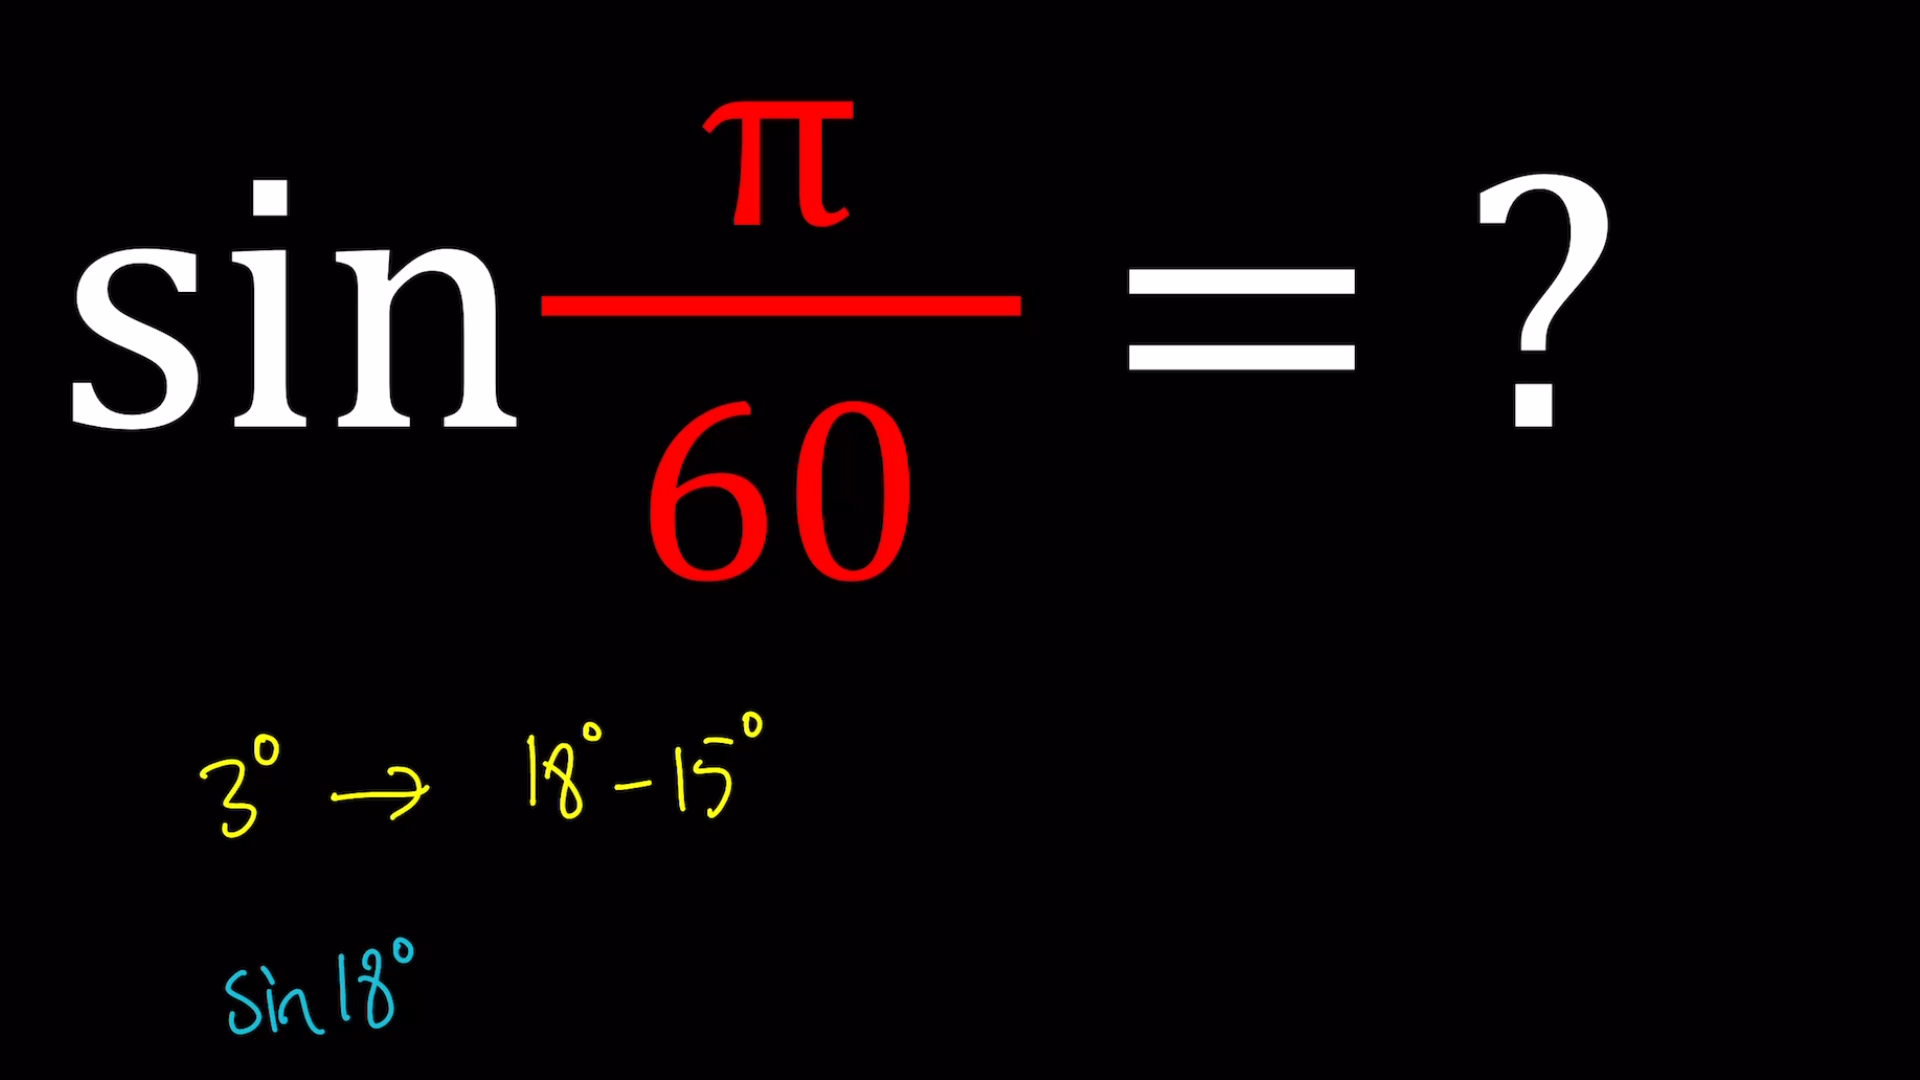 sin π/60 = ?
3° → 18° - 15°
sin 18°